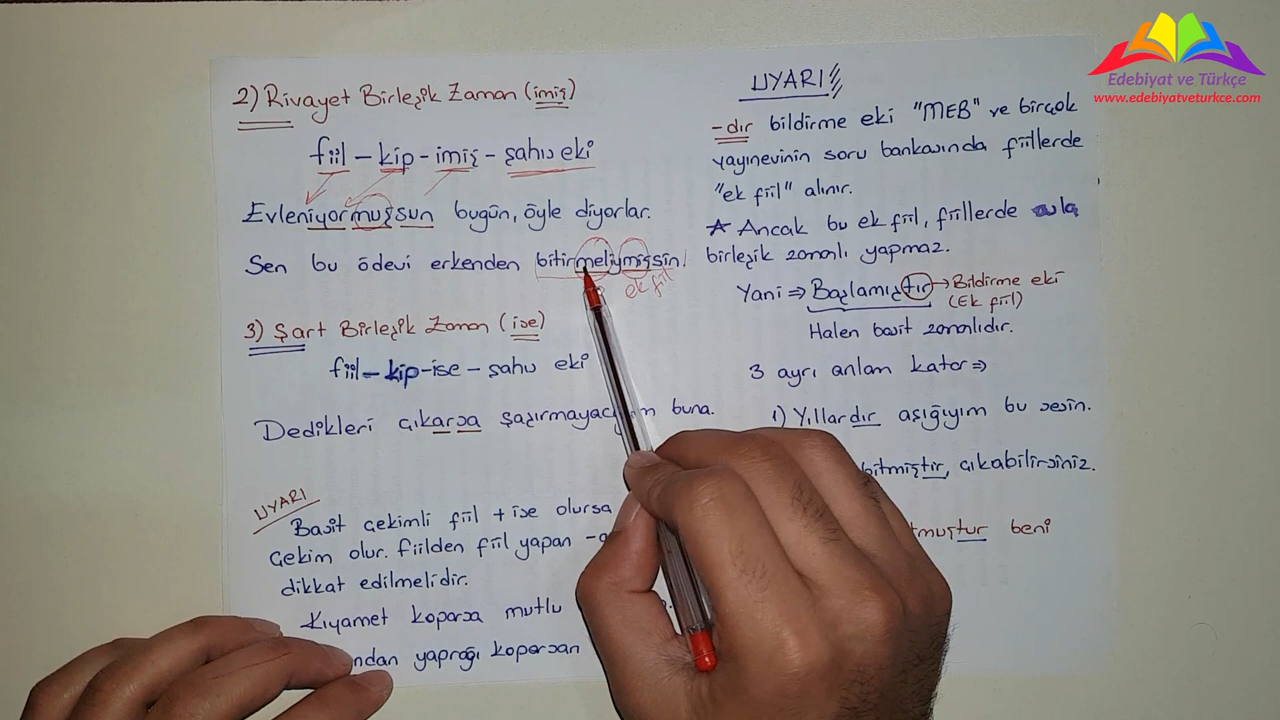 2) Rivayet Birleşik Zaman (imiş)
fiil - kip - imiş - şahıs eki
Evleniyormuşsun bugün, öyle diyorlar.
Sen bu ödevi erkenden bitirmeliymişsin!
ek fiil
3) Şart Birleşik Zaman (ise)
fiil - kip - ise - şahıs eki
Dedikleri çıkarsa buna.
UYARI
Basit çekimli fiil + ise olursa
çekim olur. Fiilden fiil yapan
dikkat edilmelidir.
Kıyamet koparsa mutlu
yaprağı koparsan
UYARI
-dır bildirme eki "MEB" ve birçok
yayınevinin soru bankasında fiillerde
"ek fiil" alınır.
Ancak bu ek fiil, fiillerde asla
birleşik zamanlı yapmaz.
Yani ⇒ Başlamıştır → Bildirme eki
(Ek fiil)
Halen basit zamanlıdır.
3 ayrı anlam katar ⇒
1) Yıllardır aşığıyım bu sesin.
bitmiştir, çıkabilirsiniz.
beni
Edebiyat ve Türkçe
www.edebiyatveturkce.com